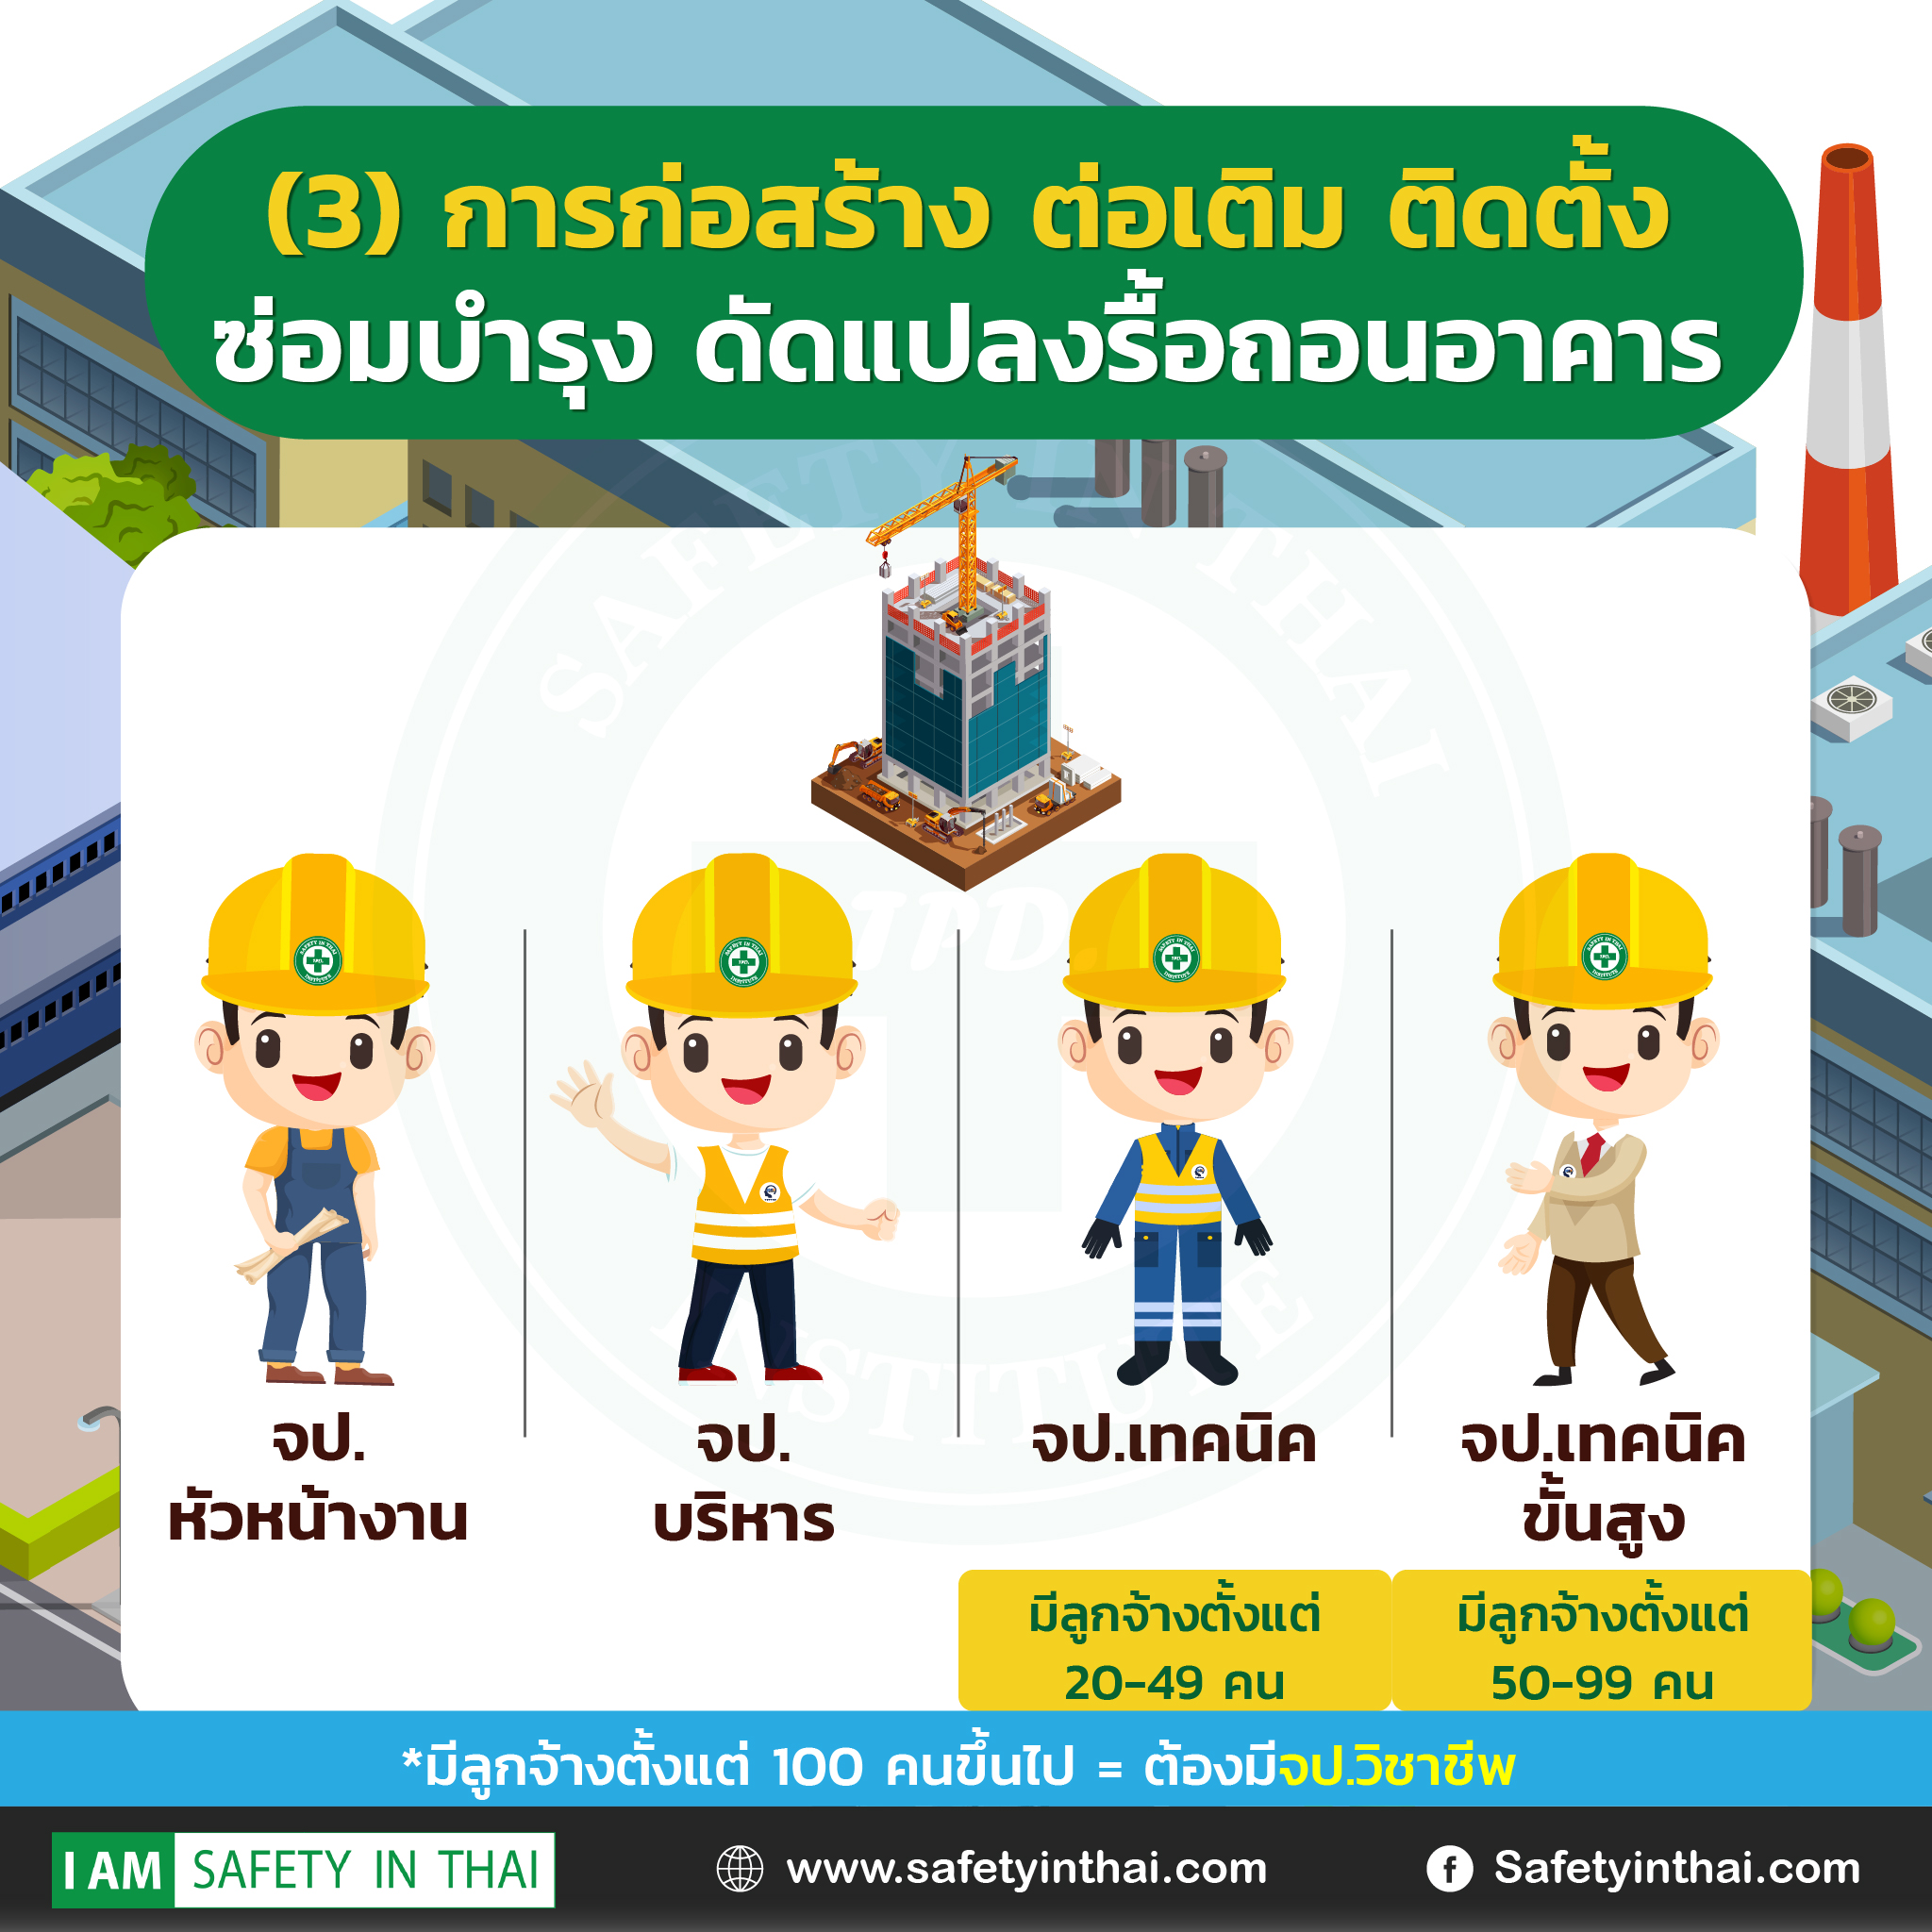 (3) การก่อสร้าง ต่อเติม ติดตั้ง
ซ่อมบำรุง ดัดแปลงรื้อถอนอาคาร
SAFETY IN THAI
JPD.
INSTITUTE
จป.
หัวหน้างาน
จป.
บริหาร
จป.เทคนิค
จป.เทคนิค
ขั้นสูง
มีลูกจ้างตั้งแต่
20-49 คน
มีลูกจ้างตั้งแต่
50-99 คน
*มีลูกจ้างตั้งแต่ 100 คนขึ้นไป = ต้องมีจป.วิชาชีพ
I AM SAFETY IN THAI
www.safetyinthai.com
Safetyinthai.com